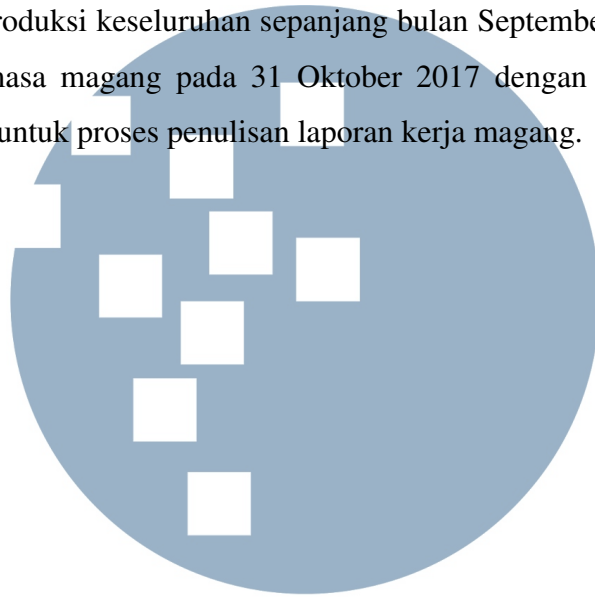 roduksi keseluruhan sepanjang bulan Septembe
masa magang pada 31 Oktober 2017 dengan
untuk proses penulisan laporan kerja magang.